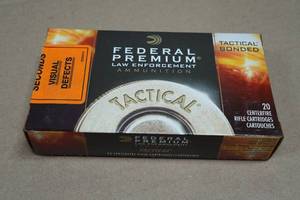 SECONDS
VISUAL
DEFECTS
FEDERAL
PREMIUM
LAW ENFORCEMENT
AMMUNITION
TACTICAL
BONDED
TACTICAL
20
CENTERFIRE
RIFLE CARTRIDGES
CARTOUCHES
FEDERAL
PREMIUM